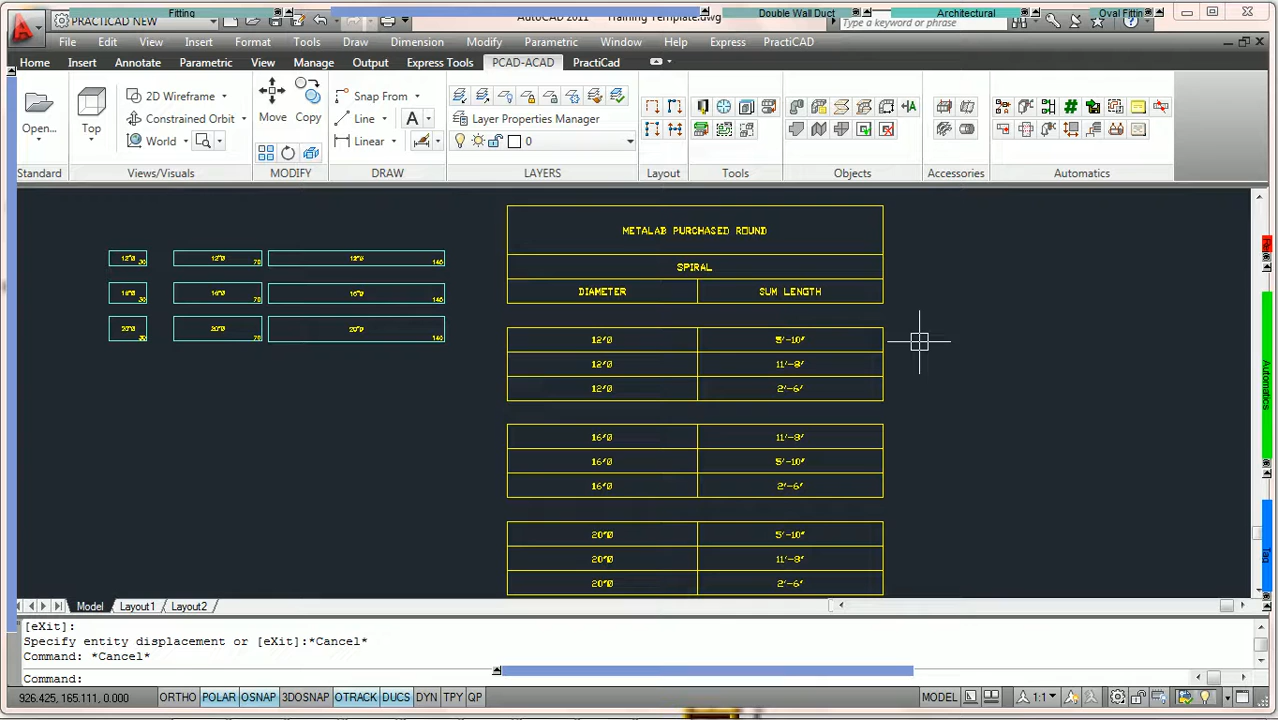 Fitting Double Wall Duct Architectural Oval Fittin
PRACTICAD NEW AutoCAD 2011 Training Template.dwg Type a keyword or phrase
File Edit View Insert Format Tools Draw Dimension Modify Parametric Window Help Express PractiCAD
Home Insert Annotate Parametric View Manage Output Express Tools PCAD-ACAD PractiCad
2D Wireframe Snap From
Open... Top Constrained Orbit Move Copy Line A Layer Properties Manager
World Linear 0
Standard Views/Visuals MODIFY DRAW LAYERS Layout Tools Objects Accessories Automatics
METALAB PURCHASED ROUND
SPIRAL
DIAMETER SUM LENGTH
12"Ø 30 12"Ø 70 12"Ø
12"Ø 5'-10"
12"Ø 11'-8"
12"Ø 2'-6"
16"Ø 11'-8"
16"Ø 5'-10"
16"Ø 2'-6"
20"Ø 5'-10"
20"Ø 11'-8"
20"Ø 2'-6"
Automatics
Tag
Model Layout1 Layout2
[eXit]:
Specify entity displacement or [eXit]:*Cancel*
Command: *Cancel*
Command:
926.425, 165.111, 0.000 ORTHO POLAR OSNAP 3DOSNAP OTRACK DUCS DYN TPY QP MODEL 1:1